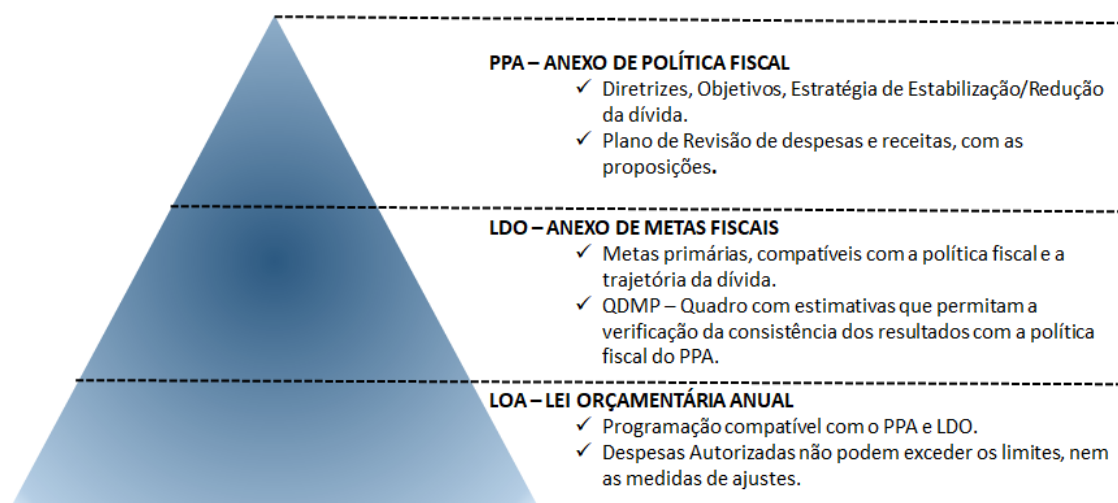 PPA – ANEXO DE POLÍTICA FISCAL
✓ Diretrizes, Objetivos, Estratégia de Estabilização/Redução
da dívida.
✓ Plano de Revisão de despesas e receitas, com as
proposições.
LDO – ANEXO DE METAS FISCAIS
✓ Metas primárias, compatíveis com a política fiscal e a
trajetória da dívida.
✓ QDMP – Quadro com estimativas que permitam a
verificação da consistência dos resultados com a política
fiscal do PPA.
LOA – LEI ORÇAMENTÁRIA ANUAL
✓ Programação compatível com o PPA e LDO.
✓ Despesas Autorizadas não podem exceder os limites, nem
as medidas de ajustes.